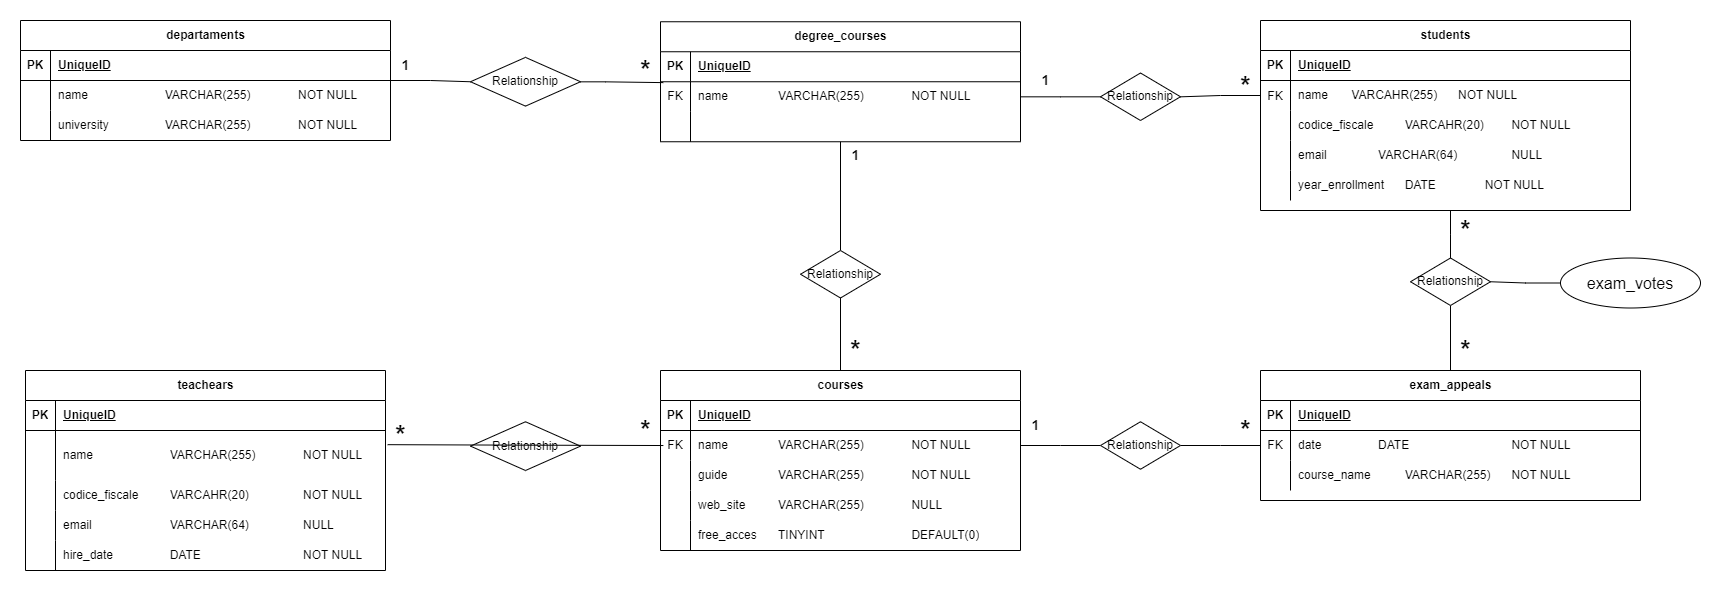 departaments
PK UniqueID
name VARCHAR(255) NOT NULL
university VARCHAR(255) NOT NULL
1
Relationship
*
degree_courses
PK UniqueID
FK name VARCHAR(255) NOT NULL
1
Relationship
*
students
PK UniqueID
FK name VARCAHR(255) NOT NULL
codice_fiscale VARCAHR(20) NOT NULL
email VARCHAR(64) NULL
year_enrollment DATE NOT NULL
1
Relationship
*
*
Relationship
exam_votes
*
teachears
PK UniqueID
name VARCHAR(255) NOT NULL
codice_fiscale VARCAHR(20) NOT NULL
email VARCHAR(64) NULL
hire_date DATE NOT NULL
*
Relationship
*
courses
PK UniqueID
FK name VARCHAR(255) NOT NULL
guide VARCHAR(255) NOT NULL
web_site VARCHAR(255) NULL
free_acces TINYINT DEFAULT(0)
1
Relationship
*
exam_appeals
PK UniqueID
FK date DATE NOT NULL
course_name VARCHAR(255) NOT NULL